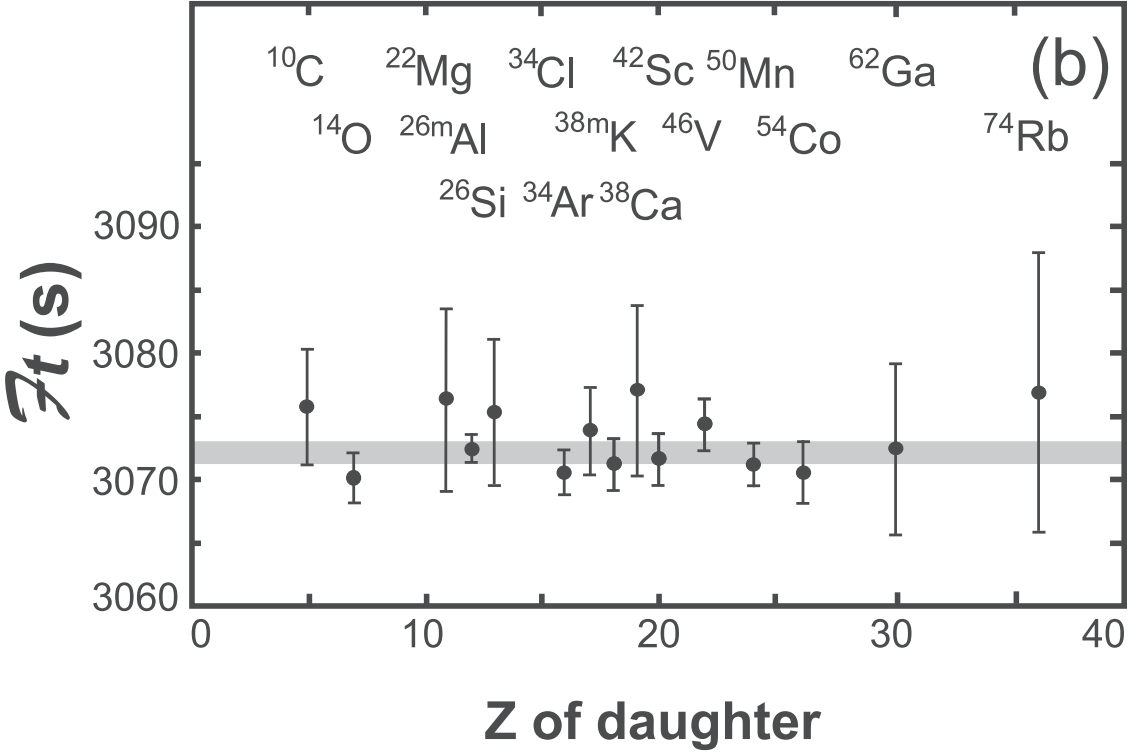 ¹⁰C ²²Mg ³⁴Cl ⁴²Sc ⁵⁰Mn ⁶²Ga (b)
¹⁴O ²⁶ᵐAl ³⁸ᵐK ⁴⁶V ⁵⁴Co ⁷⁴Rb
²⁶Si ³⁴Ar ³⁸Ca
3090
3080
3070
3060
ℱt (s)
0 10 20 30 40
Z of daughter